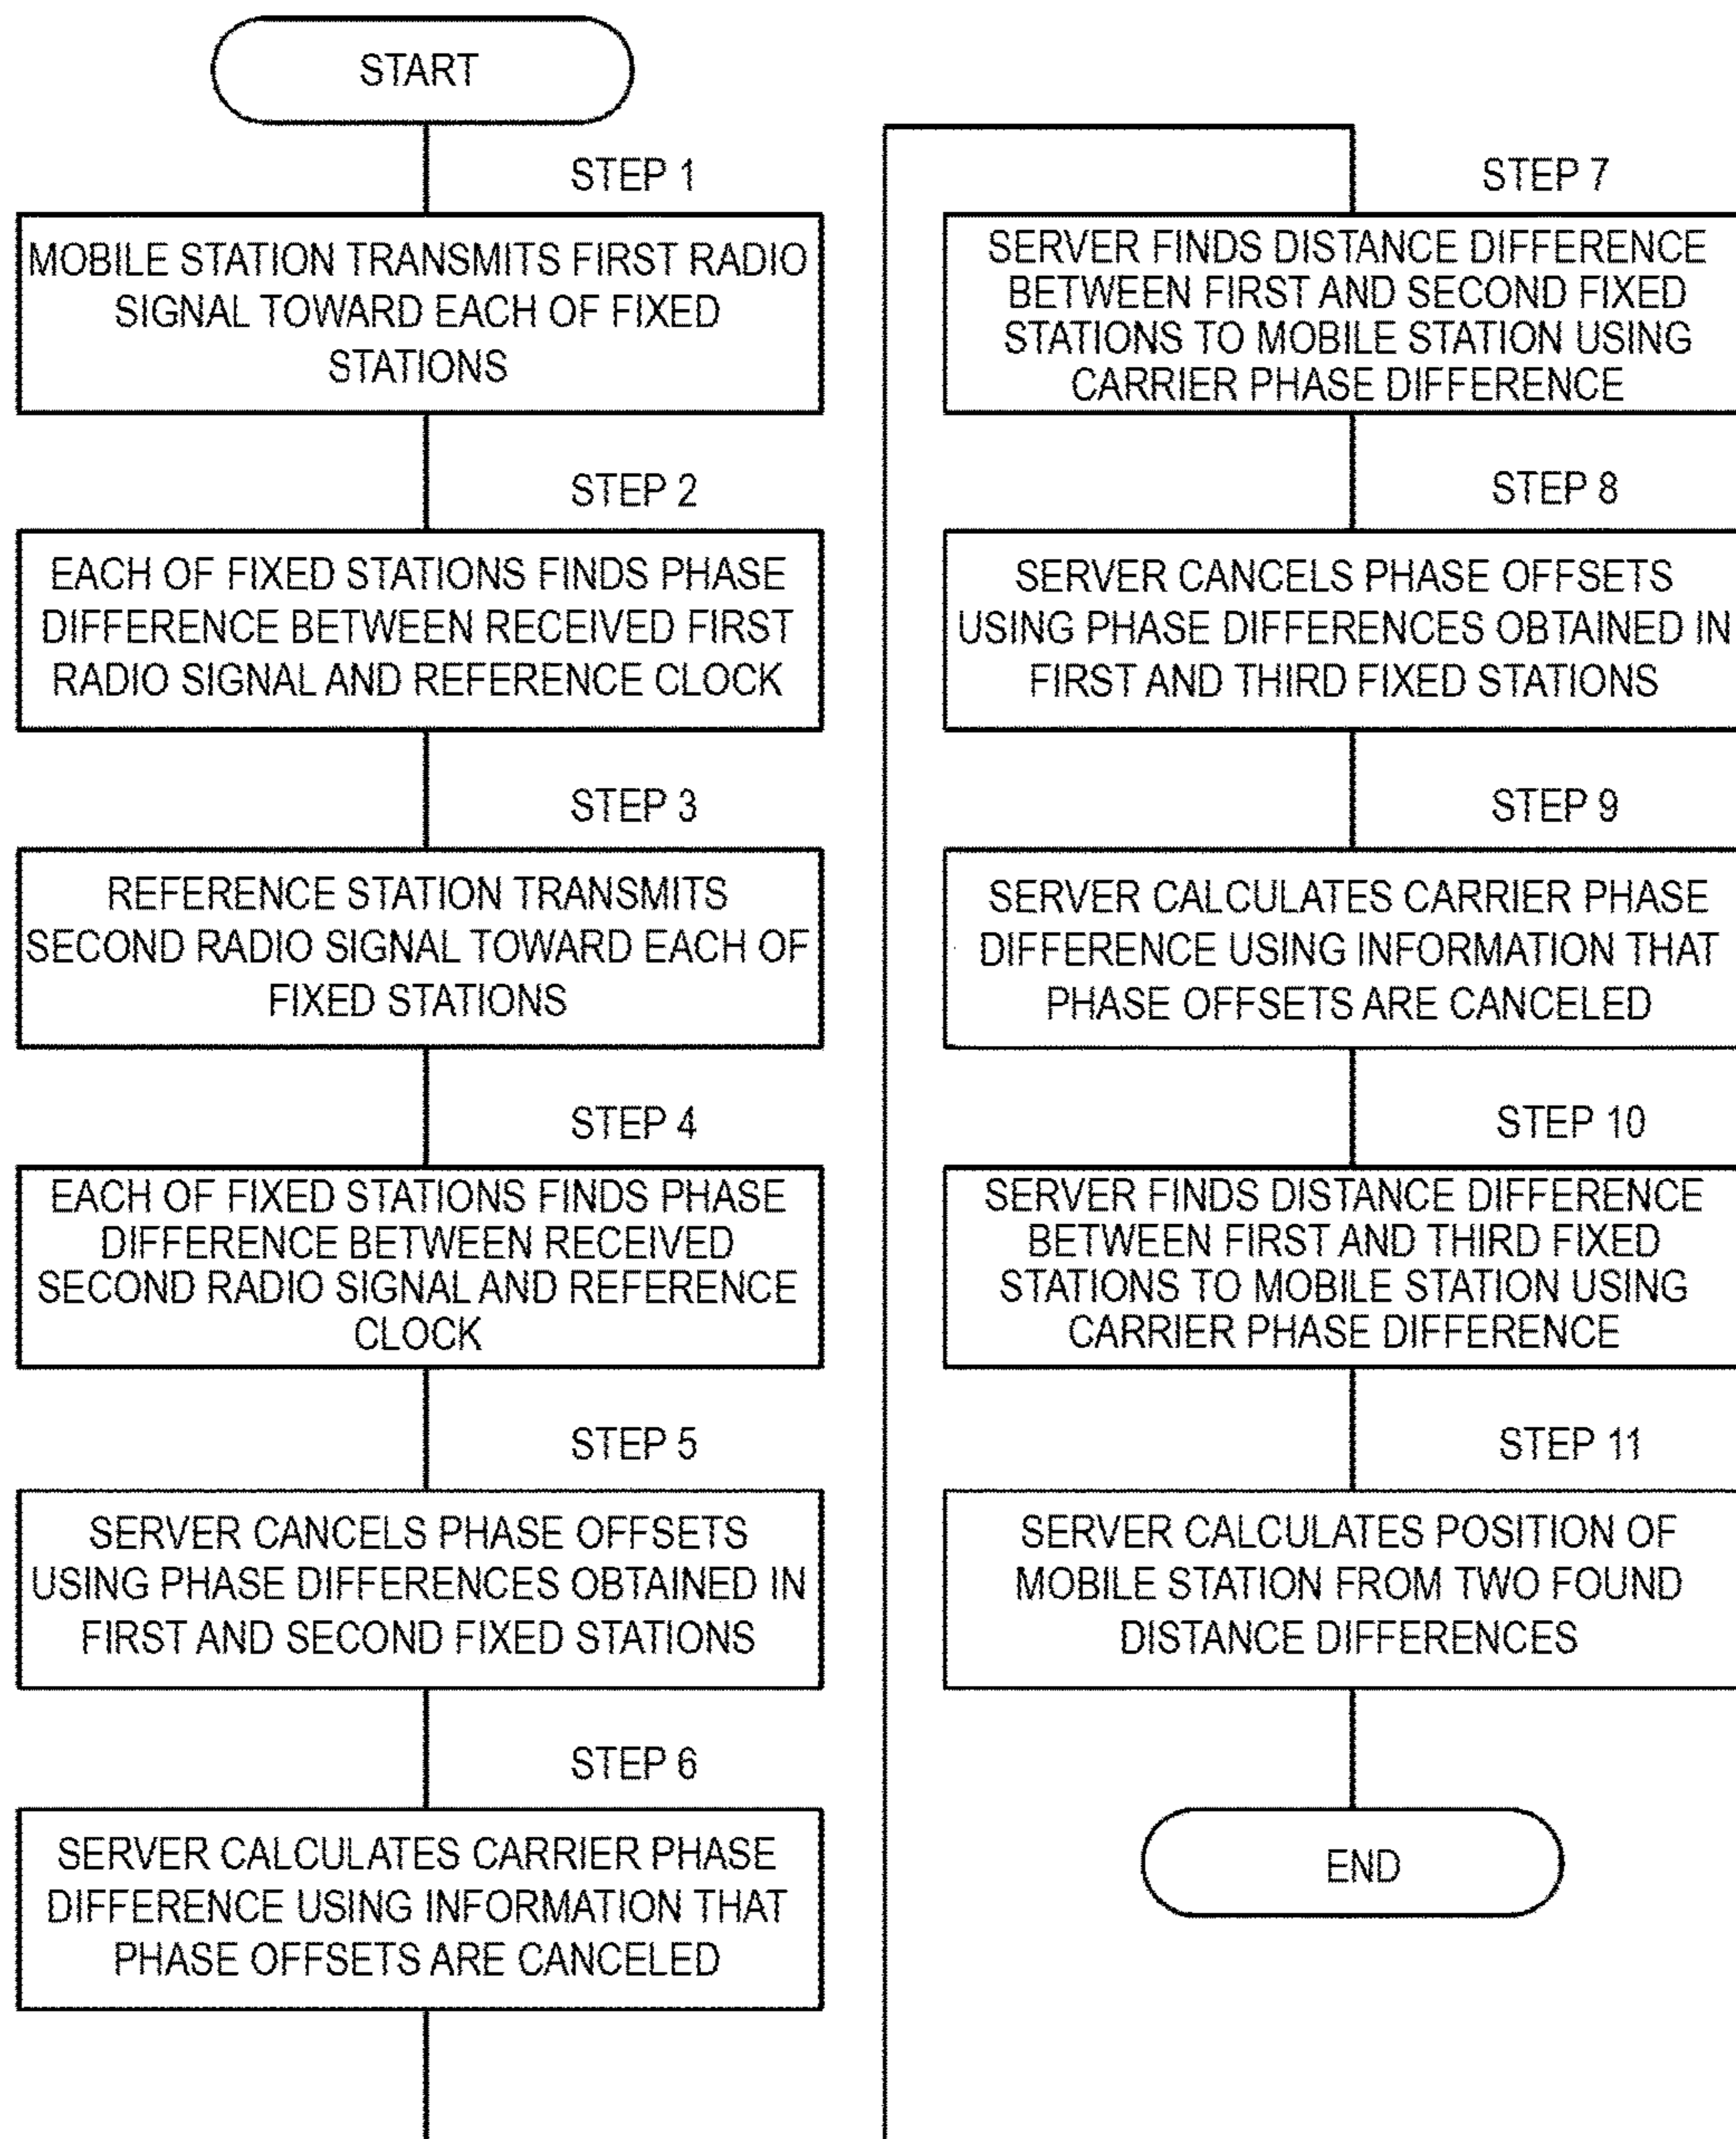 START
STEP 1
MOBILE STATION TRANSMITS FIRST RADIO
SIGNAL TOWARD EACH OF FIXED
STATIONS
STEP 2
EACH OF FIXED STATIONS FINDS PHASE
DIFFERENCE BETWEEN RECEIVED FIRST
RADIO SIGNAL AND REFERENCE CLOCK
STEP 3
REFERENCE STATION TRANSMITS
SECOND RADIO SIGNAL TOWARD EACH OF
FIXED STATIONS
STEP 4
EACH OF FIXED STATIONS FINDS PHASE
DIFFERENCE BETWEEN RECEIVED
SECOND RADIO SIGNAL AND REFERENCE
CLOCK
STEP 5
SERVER CANCELS PHASE OFFSETS
USING PHASE DIFFERENCES OBTAINED IN
FIRST AND SECOND FIXED STATIONS
STEP 6
SERVER CALCULATES CARRIER PHASE
DIFFERENCE USING INFORMATION THAT
PHASE OFFSETS ARE CANCELED
STEP 7
SERVER FINDS DISTANCE DIFFERENCE
BETWEEN FIRST AND SECOND FIXED
STATIONS TO MOBILE STATION USING
CARRIER PHASE DIFFERENCE
STEP 8
SERVER CANCELS PHASE OFFSETS
USING PHASE DIFFERENCES OBTAINED IN
FIRST AND THIRD FIXED STATIONS
STEP 9
SERVER CALCULATES CARRIER PHASE
DIFFERENCE USING INFORMATION THAT
PHASE OFFSETS ARE CANCELED
STEP 10
SERVER FINDS DISTANCE DIFFERENCE
BETWEEN FIRST AND THIRD FIXED
STATIONS TO MOBILE STATION USING
CARRIER PHASE DIFFERENCE
STEP 11
SERVER CALCULATES POSITION OF
MOBILE STATION FROM TWO FOUND
DISTANCE DIFFERENCES
END